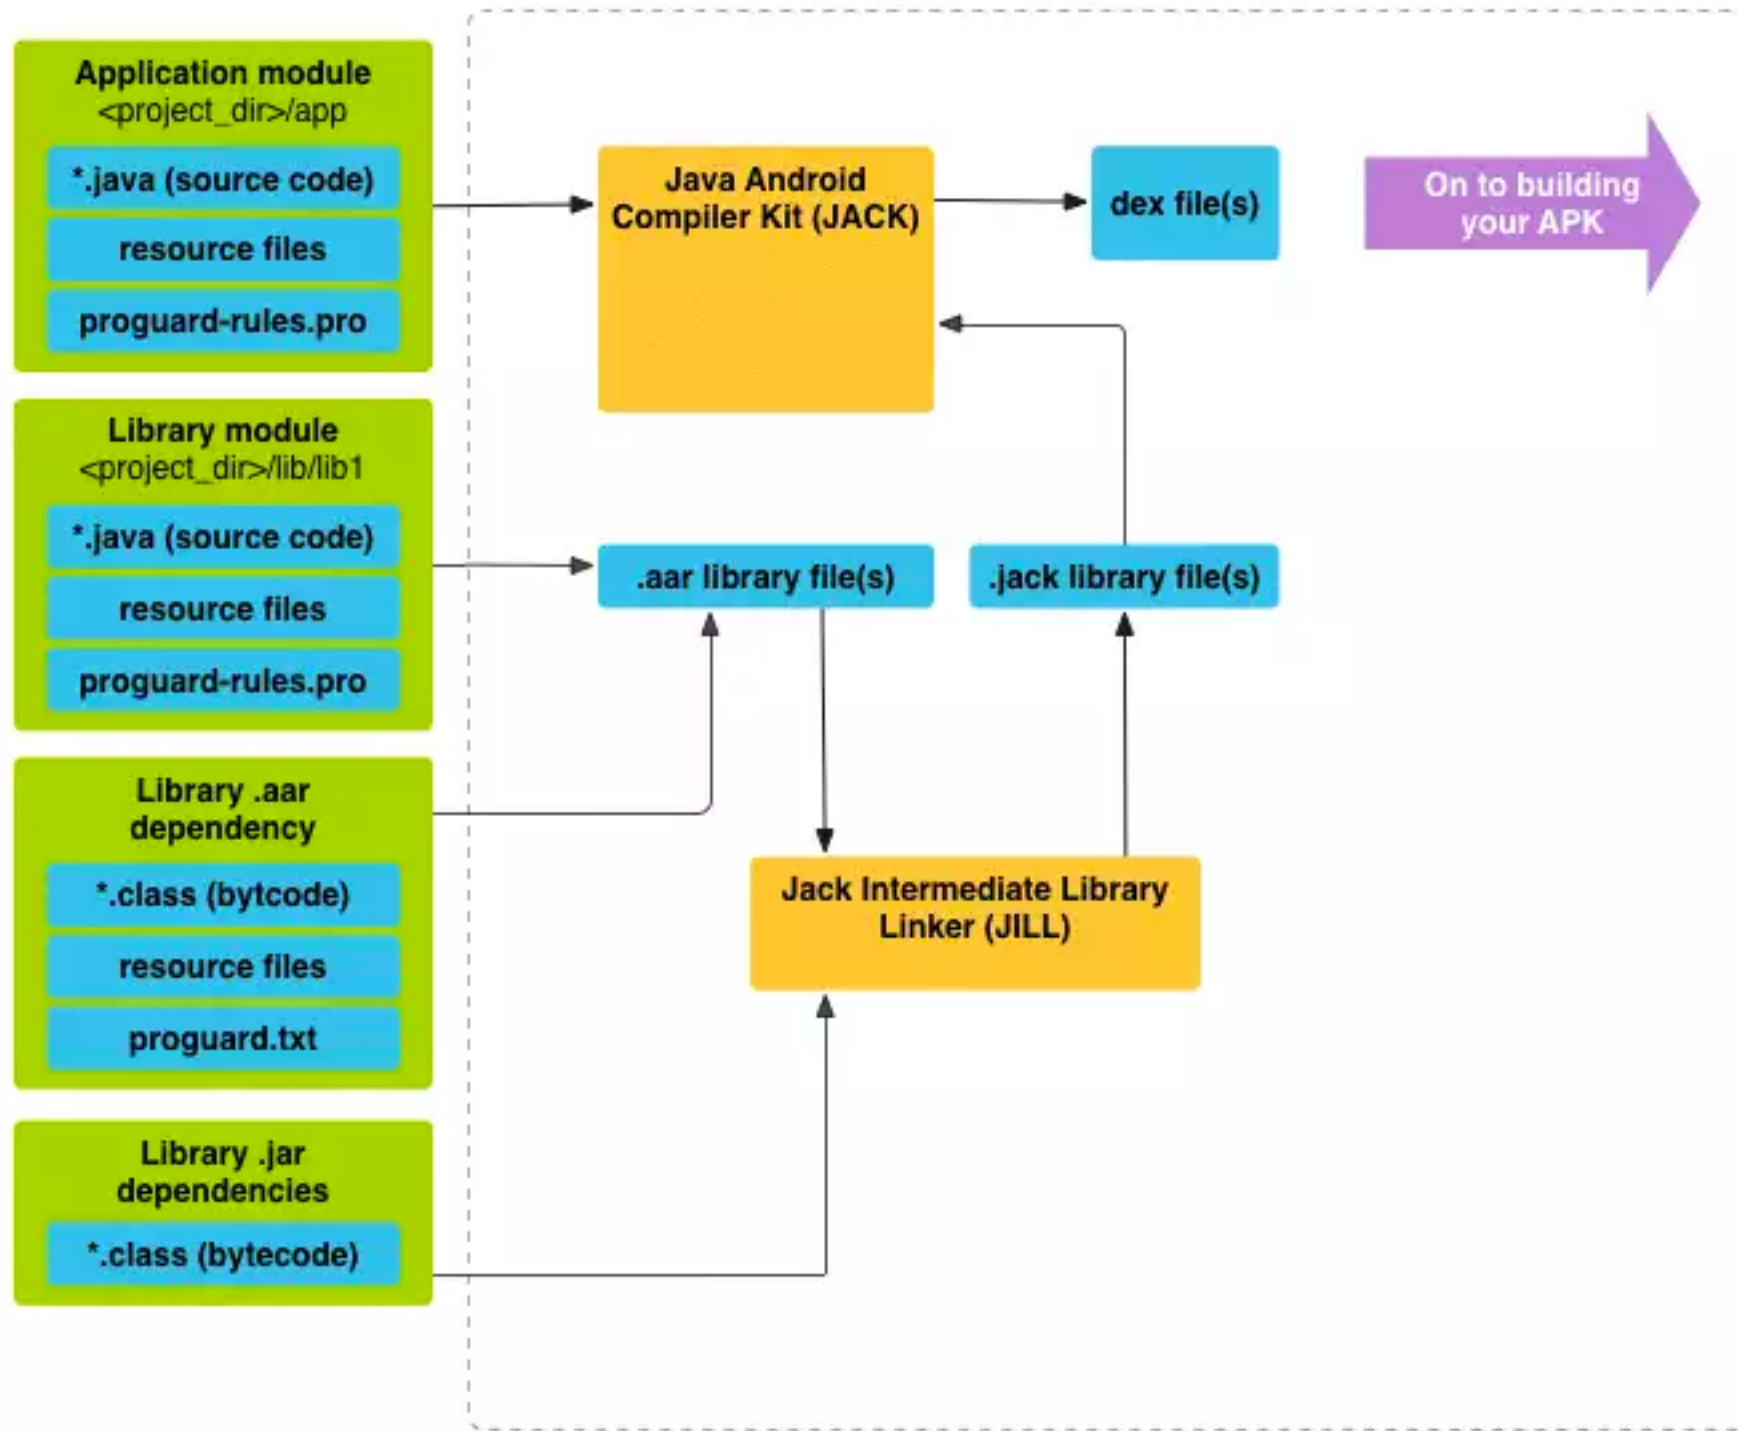 Application module
<project_dir>/app
*.java (source code)
resource files
proguard-rules.pro
Java Android
Compiler Kit (JACK)
dex file(s)
On to building
your APK
Library module
<project_dir>/lib/lib1
*.java (source code)
resource files
proguard-rules.pro
.aar library file(s)
.jack library file(s)
Library .aar
dependency
*.class (bytcode)
resource files
proguard.txt
Jack Intermediate Library
Linker (JILL)
Library .jar
dependencies
*.class (bytecode)